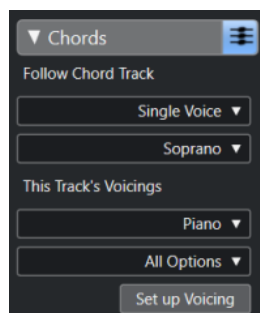 Chords
Follow Chord Track
Single Voice
Soprano
This Track's Voicings
Piano
All Options
Set up Voicing